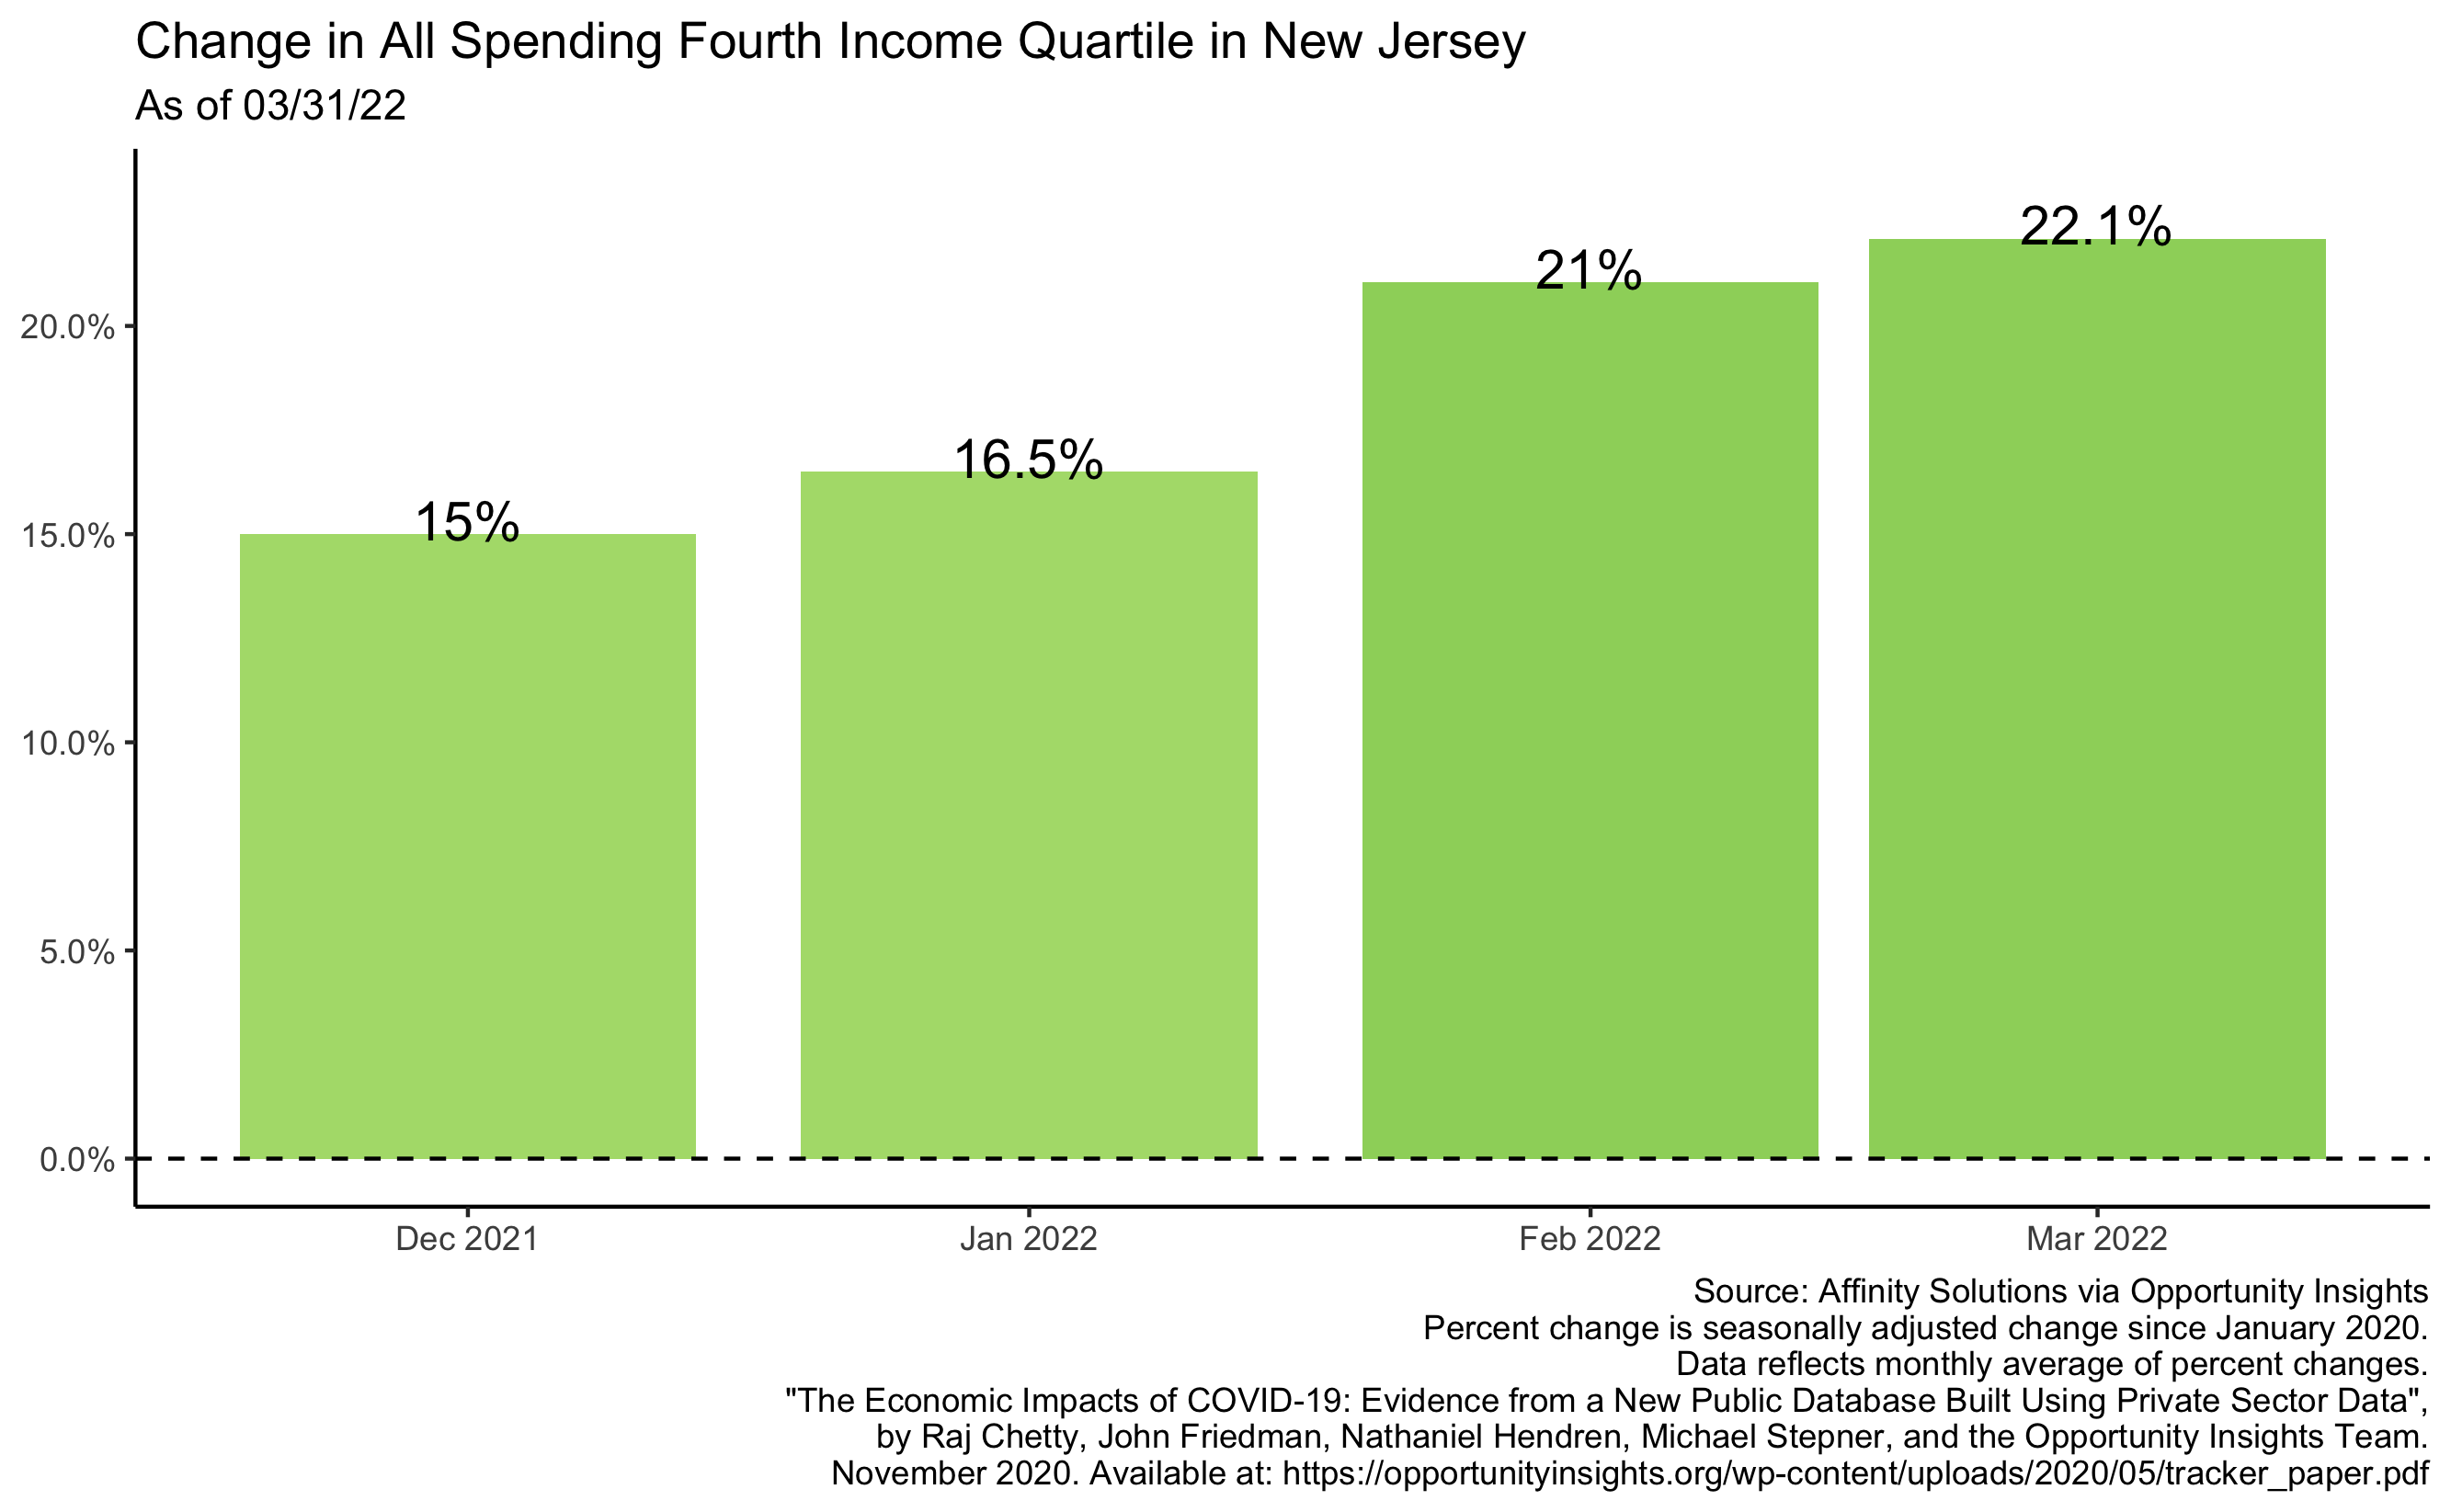 Change in All Spending Fourth Income Quartile in New Jersey
As of 03/31/22
22.1%
21%
20.0%
16.5%
15%
15.0%
10.0%
5.0%
0.0%
Dec 2021 Jan 2022 Feb 2022 Mar 2022
Source: Affinity Solutions via Opportunity Insights
Percent change is seasonally adjusted change since January 2020.
Data reflects monthly average of percent changes.
"The Economic Impacts of COVID-19: Evidence from a New Public Database Built Using Private Sector Data",
by Raj Chetty, John Friedman, Nathaniel Hendren, Michael Stepner, and the Opportunity Insights Team.
November 2020. Available at: https://opportunityinsights.org/wp-content/uploads/2020/05/tracker_paper.pdf